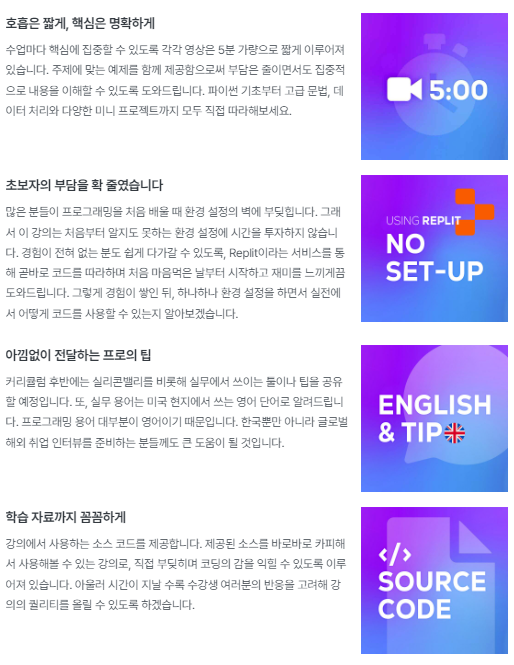 호흡은 짧게, 핵심은 명확하게
수업마다 핵심에 집중할 수 있도록 각각 영상은 5분 가량으로 짧게 이루어져
있습니다. 주제에 맞는 예제를 함께 제공함으로써 부담은 줄이면서도 집중적
으로 내용을 이해할 수 있도록 도와드립니다. 파이썬 기초부터 고급 문법, 데
이터 처리와 다양한 미니 프로젝트까지 모두 직접 따라해보세요.
5:00
초보자의 부담을 확 줄였습니다
많은 분들이 프로그래밍을 처음 배울 때 환경 설정의 벽에 부딪힙니다. 그래
서 이 강의는 처음부터 알지도 못하는 환경 설정에 시간을 투자하지 않습니
다. 경험이 전혀 없는 분도 쉽게 다가갈 수 있도록, Replit이라는 서비스를 통
해 곧바로 코드를 따라하며 처음 마음먹은 날부터 시작하고 재미를 느끼게끔
도와드립니다. 그렇게 경험이 쌓인 뒤, 하나하나 환경 설정을 하면서 실전에
서 어떻게 코드를 사용할 수 있는지 알아보겠습니다.
USING REPLIT
NO
SET-UP
아낌없이 전달하는 프로의 팁
커리큘럼 후반에는 실리콘밸리를 비롯해 실무에서 쓰이는 툴이나 팁을 공유
할 예정입니다. 또, 실무 용어는 미국 현지에서 쓰는 영어 단어로 알려드립니
다. 프로그래밍 용어 대부분이 영어이기 때문입니다. 한국뿐만 아니라 글로벌
해외 취업 인터뷰를 준비하는 분들께도 큰 도움이 될 것입니다.
ENGLISH
& TIP
학습 자료까지 꼼꼼하게
강의에서 사용하는 소스 코드를 제공합니다. 제공된 소스를 바로바로 카피해
서 사용해볼 수 있는 강의로, 직접 부딪히며 코딩의 감을 익힐 수 있도록 이루
어져 있습니다. 아울러 시간이 지날 수록 수강생 여러분의 반응을 고려해 강
의의 퀄리티를 올릴 수 있도록 하겠습니다.
</>
SOURCE
CODE